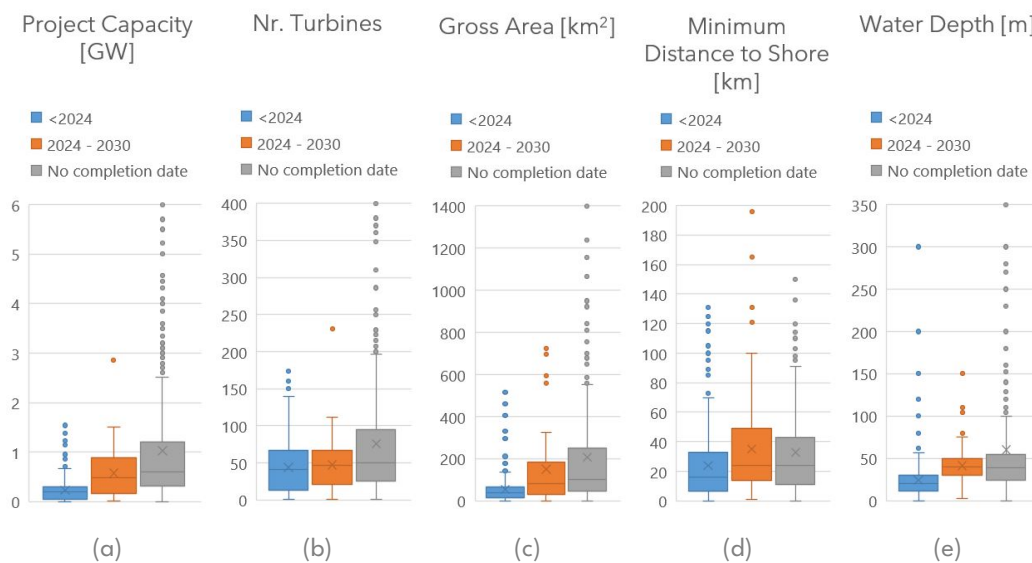 Project Capacity
[GW]
<2024
2024 - 2030
No completion date
6
5
4
3
2
1
0
(a)
Nr. Turbines
<2024
2024 - 2030
No completion date
400
350
300
250
200
150
100
50
0
(b)
Gross Area [km²]
<2024
2024 - 2030
No completion date
1400
1200
1000
800
600
400
200
0
(c)
Minimum
Distance to Shore
[km]
<2024
2024 - 2030
No completion date
200
180
160
140
120
100
80
60
40
20
0
(d)
Water Depth [m]
<2024
2024 - 2030
No completion date
350
300
250
200
150
100
50
0
(e)